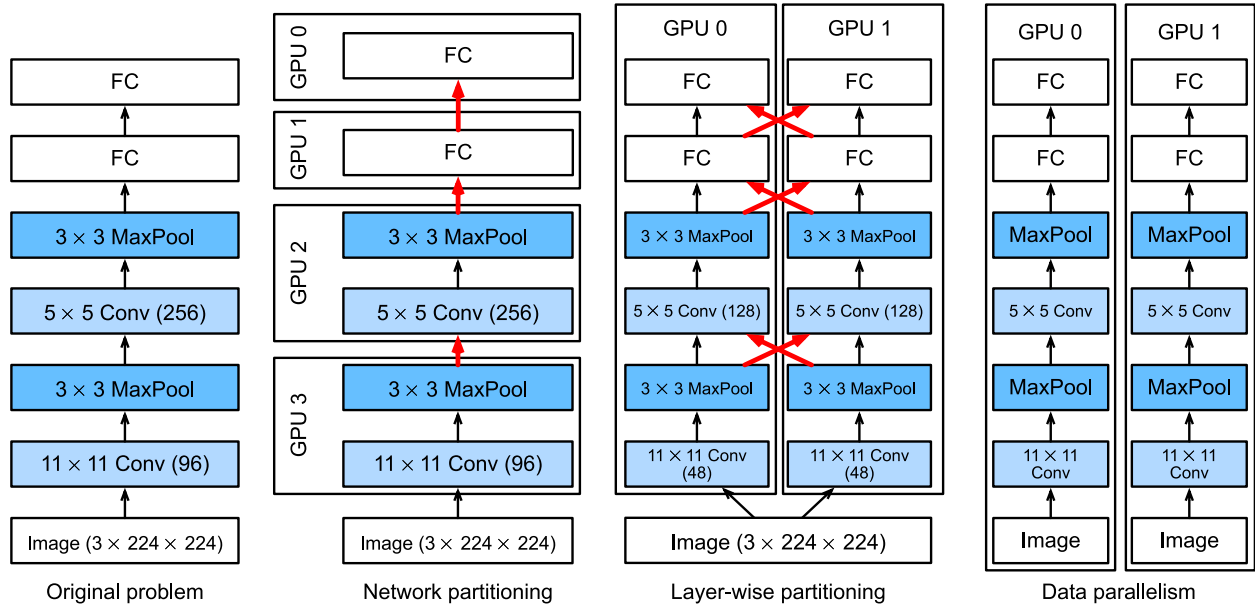 FC
FC
3 × 3 MaxPool
5 × 5 Conv (256)
3 × 3 MaxPool
11 × 11 Conv (96)
Image (3 × 224 × 224)
Original problem
GPU 0
FC
GPU 1
FC
GPU 2
3 × 3 MaxPool
5 × 5 Conv (256)
GPU 3
3 × 3 MaxPool
11 × 11 Conv (96)
Image (3 × 224 × 224)
Network partitioning
GPU 0
FC
FC
3 × 3 MaxPool
5 × 5 Conv (128)
3 × 3 MaxPool
11 × 11 Conv
(48)
GPU 1
FC
FC
3 × 3 MaxPool
5 × 5 Conv (128)
3 × 3 MaxPool
11 × 11 Conv
(48)
Image (3 × 224 × 224)
Layer-wise partitioning
GPU 0
FC
FC
MaxPool
5 × 5 Conv
MaxPool
11 × 11
Conv
Image
GPU 1
FC
FC
MaxPool
5 × 5 Conv
MaxPool
11 × 11
Conv
Image
Data parallelism